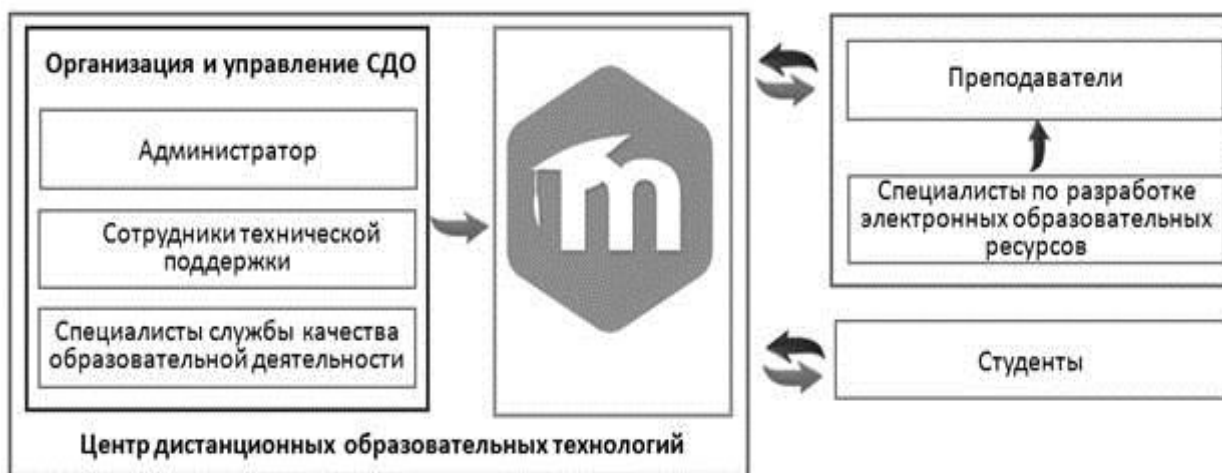 Организация и управление СДО
Администратор
Сотрудники технической
поддержки
Специалисты службы качества
образовательной деятельности
m
Центр дистанционных образовательных технологий
Преподаватели
Специалисты по разработке
электронных образовательных
ресурсов
Студенты